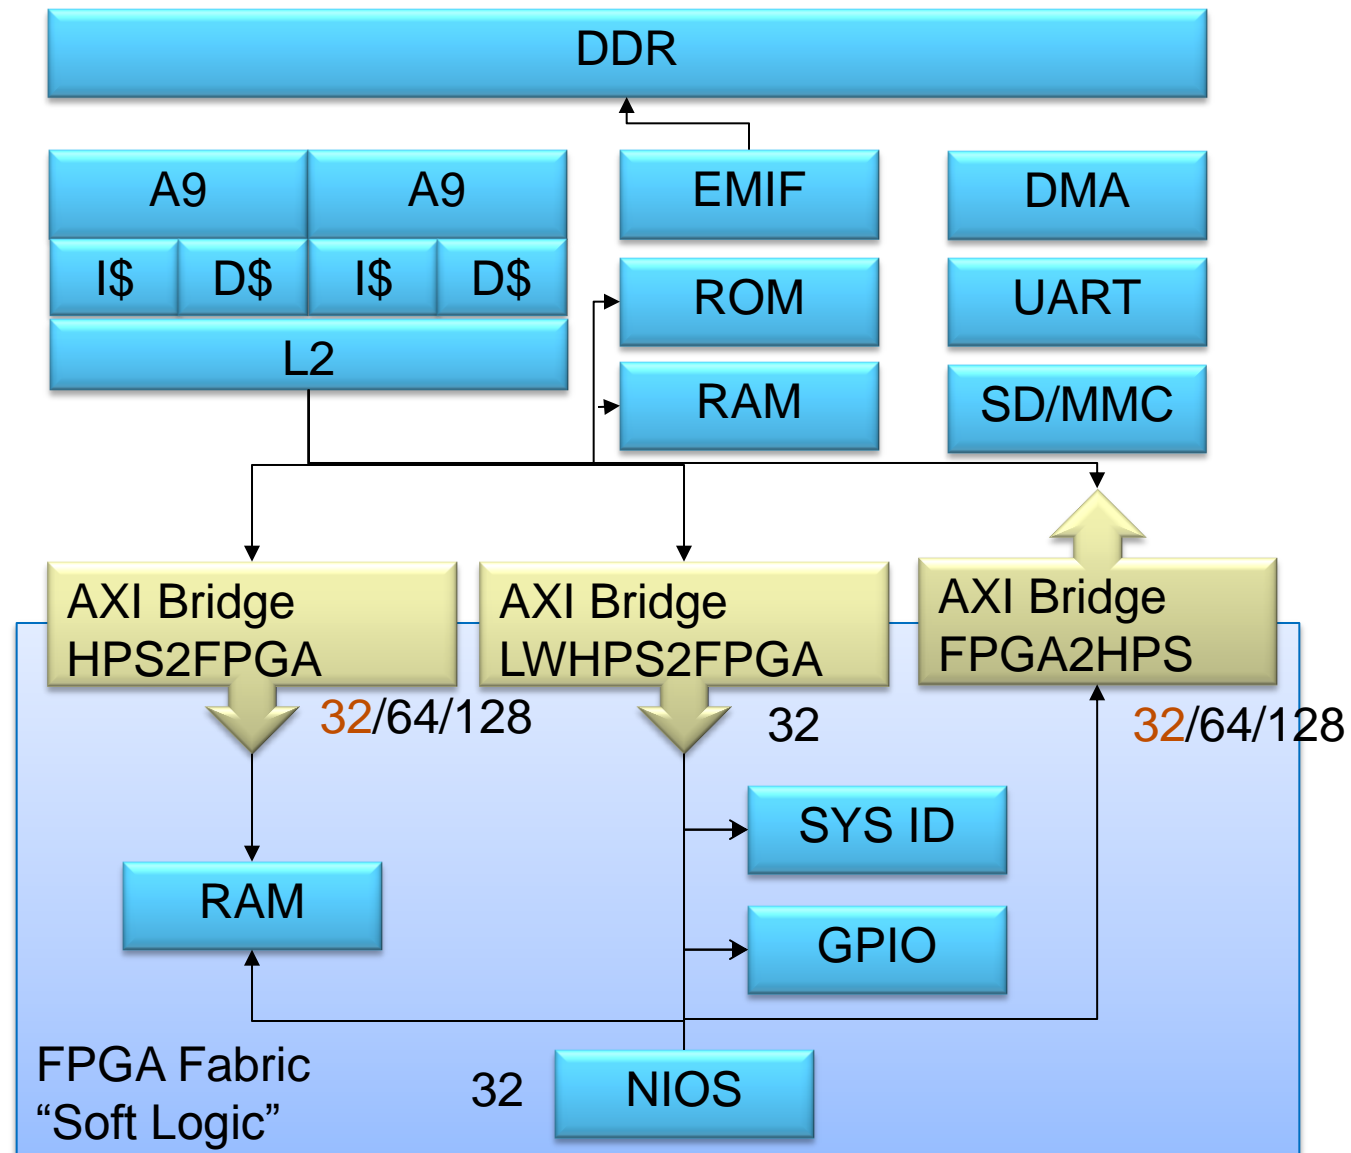 DDR
A9
A9
EMIF
DMA
I$
D$
I$
D$
ROM
UART
L2
RAM
SD/MMC
AXI Bridge
HPS2FPGA
AXI Bridge
LWHPS2FPGA
AXI Bridge
FPGA2HPS
32/64/128
32
32/64/128
SYS ID
RAM
GPIO
FPGA Fabric
“Soft Logic”
32
NIOS